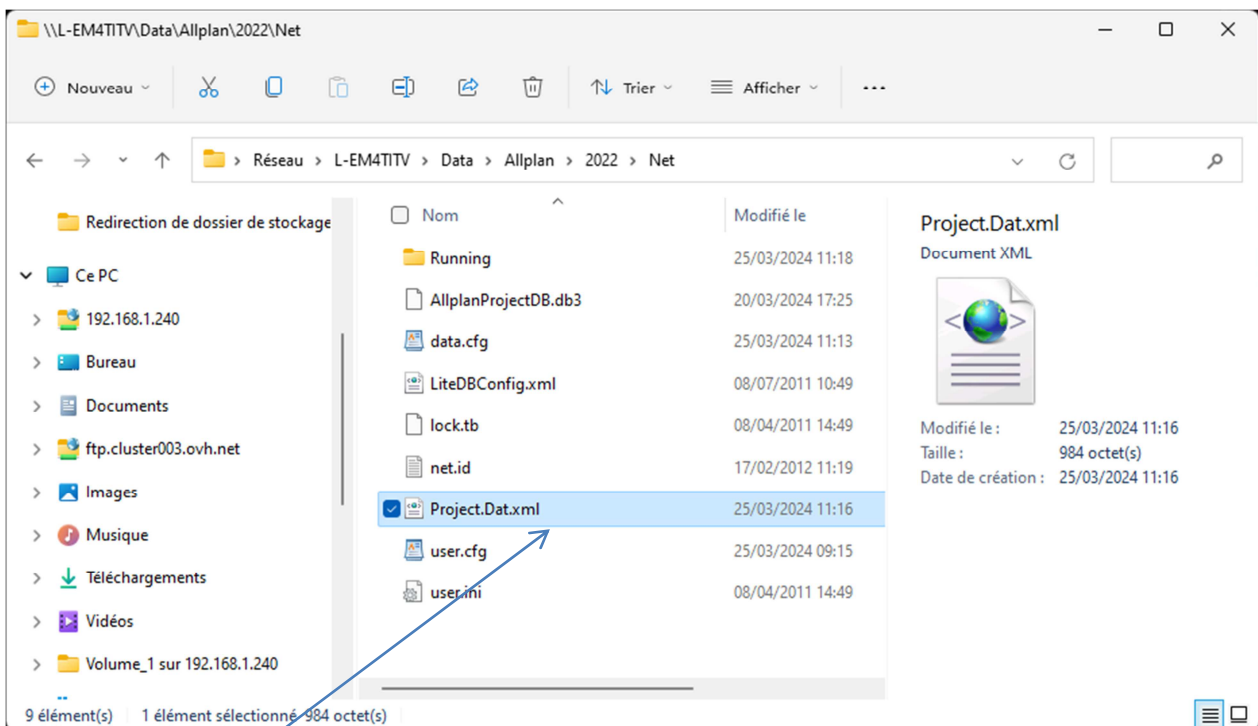 \\L-EM4TITV\Data\Allplan\2022\Net
Nouveau
Trier
Afficher
Réseau > L-EM4TITV > Data > Allplan > 2022 > Net
Redirection de dossier de stockage
Ce PC
192.168.1.240
Bureau
Documents
ftp.cluster003.ovh.net
Images
Musique
Téléchargements
Vidéos
Volume_1 sur 192.168.1.240
Nom Modifié le
Running 25/03/2024 11:18
AllplanProjectDB.db3 20/03/2024 17:25
data.cfg 25/03/2024 11:13
LiteDBConfig.xml 08/07/2011 10:49
lock.tb 08/04/2011 14:49
net.id 17/02/2012 11:19
Project.Dat.xml 25/03/2024 11:16
user.cfg 25/03/2024 09:15
user.ini 08/04/2011 14:49
Project.Dat.xml
Document XML
Modifié le : 25/03/2024 11:16
Taille : 984 octet(s)
Date de création : 25/03/2024 11:16
9 élément(s) 1 élément sélectionné 984 octet(s)